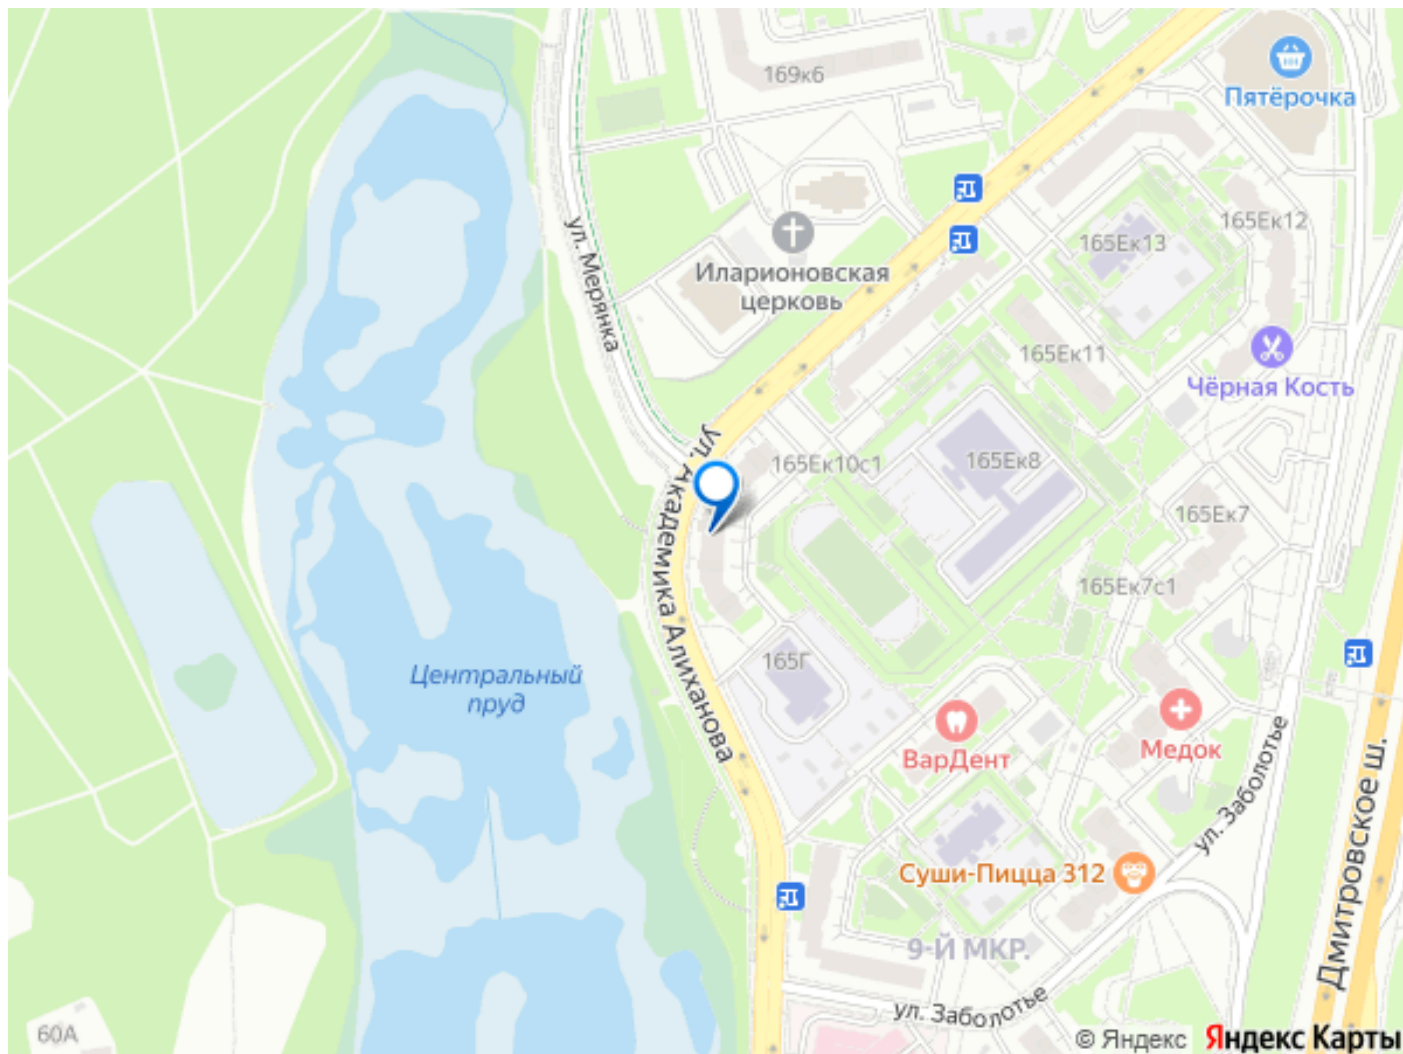 169к6
Пятёрочка
165Ек12
165Ек13
Иларионовская
церковь
ул. Мерянка
165Ек11
Чёрная Кость
ул. Академика Алиханова
165Ек10с1
165Ек8
165Ек7
165Ек7с1
165Г
Центральный
пруд
ВарДент
Медок
ул. Заболотье
Дмитровское ш.
Суши-Пицца 312
9-Й МКР.
ул. Заболотье
60А
© Яндекс Яндекс Карты